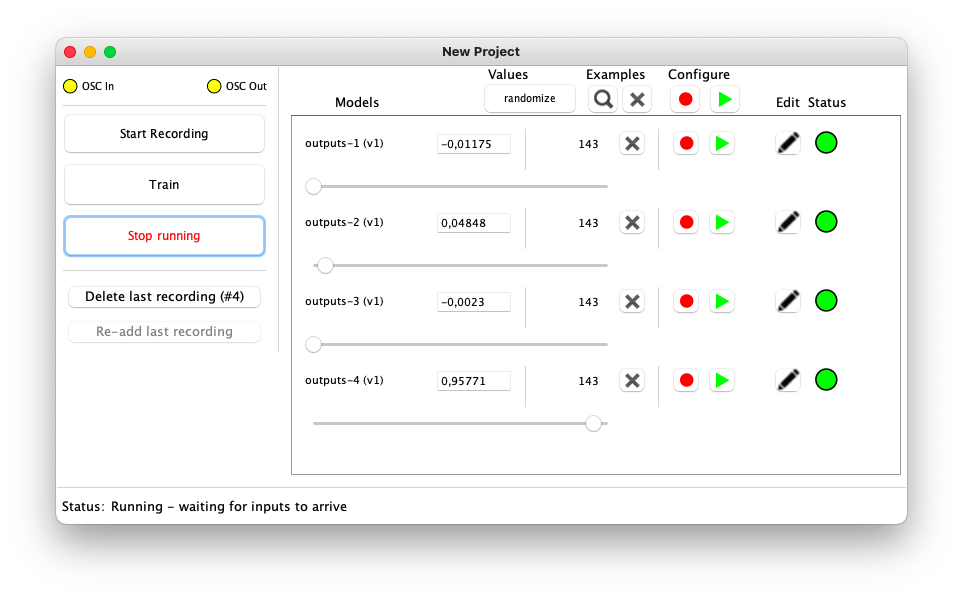 New Project
OSC In
OSC Out
Start Recording
Train
Stop running
Delete last recording (#4)
Re-add last recording
Models
Values
randomize
Examples
Configure
Edit
Status
outputs-1 (v1)
-0,01175
143
outputs-2 (v1)
0,04848
143
outputs-3 (v1)
-0,0023
143
outputs-4 (v1)
0,95771
143
Status: Running - waiting for inputs to arrive